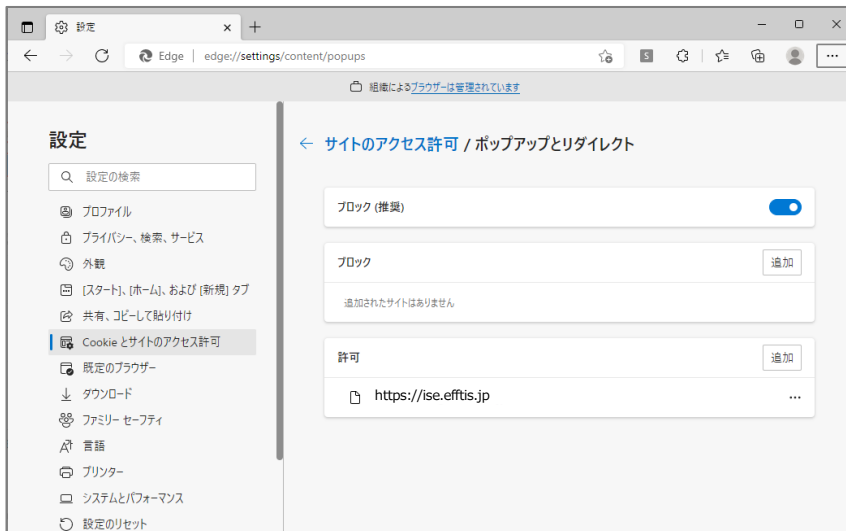 設定
Edge | edge://settings/content/popups
組織によるブラウザーは管理されています
設定
設定の検索
プロファイル
プライバシー、検索、サービス
外観
[スタート]、[ホーム]、および [新規] タブ
共有、コピーして貼り付け
Cookie とサイトのアクセス許可
既定のブラウザー
ダウンロード
ファミリー セーフティ
言語
プリンター
システムとパフォーマンス
設定のリセット
サイトのアクセス許可 / ポップアップとリダイレクト
ブロック (推奨)
ブロック
追加
追加されたサイトはありません
許可
追加
https://ise.efftis.jp